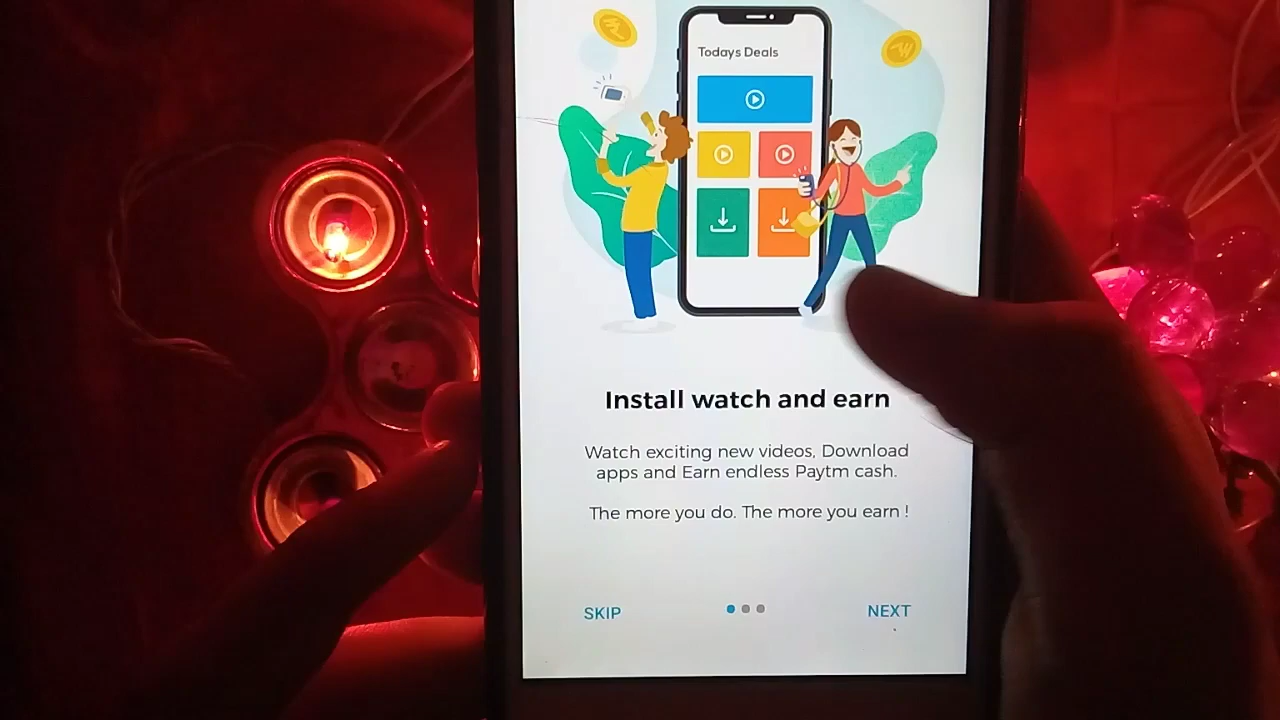 Todays Deals
Install watch and earn
Watch exciting new videos, Download
apps and Earn endless Paytm cash.
The more you do. The more you earn !
SKIP
NEXT